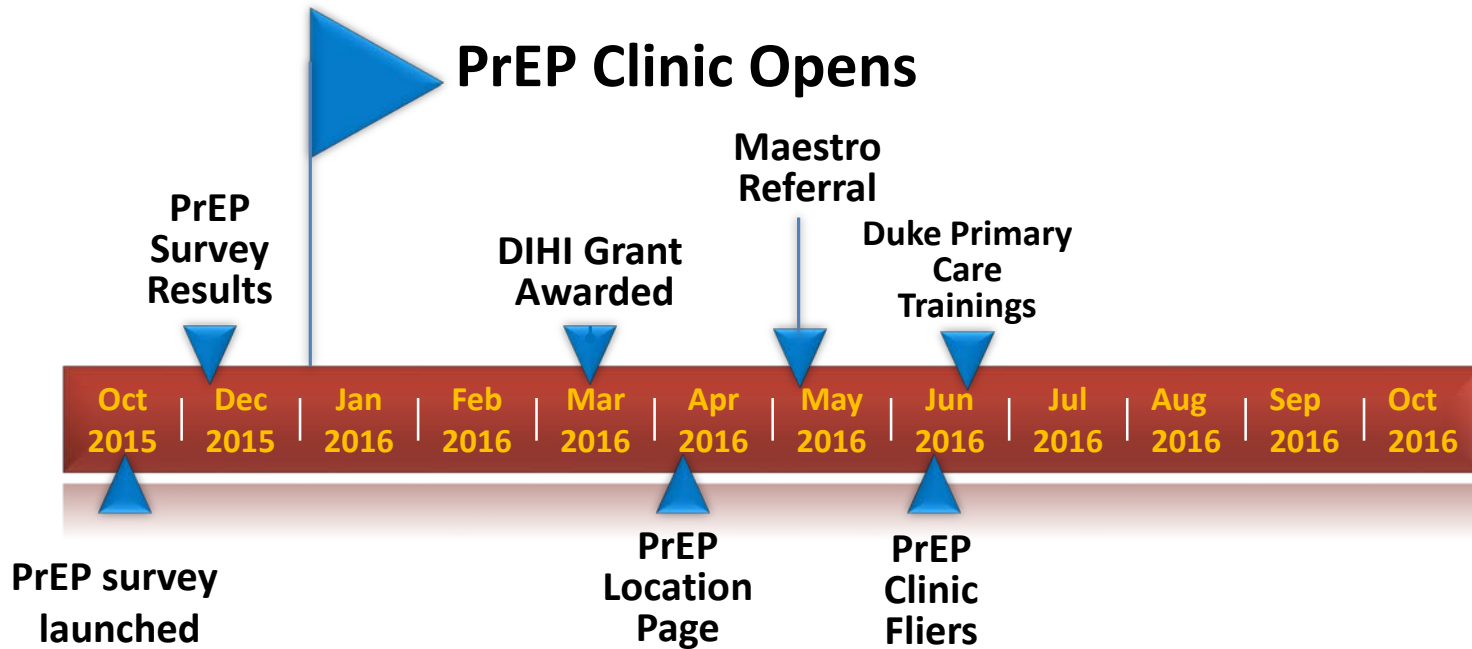 PrEP Clinic Opens
Maestro
Referral
PrEP
Survey
Results
DIHI Grant
Awarded
Duke Primary
Care
Trainings
Oct
2015
Dec
2015
Jan
2016
Feb
2016
Mar
2016
Apr
2016
May
2016
Jun
2016
Jul
2016
Aug
2016
Sep
2016
Oct
2016
PrEP survey
launched
PrEP
Location
Page
PrEP
Clinic
Fliers